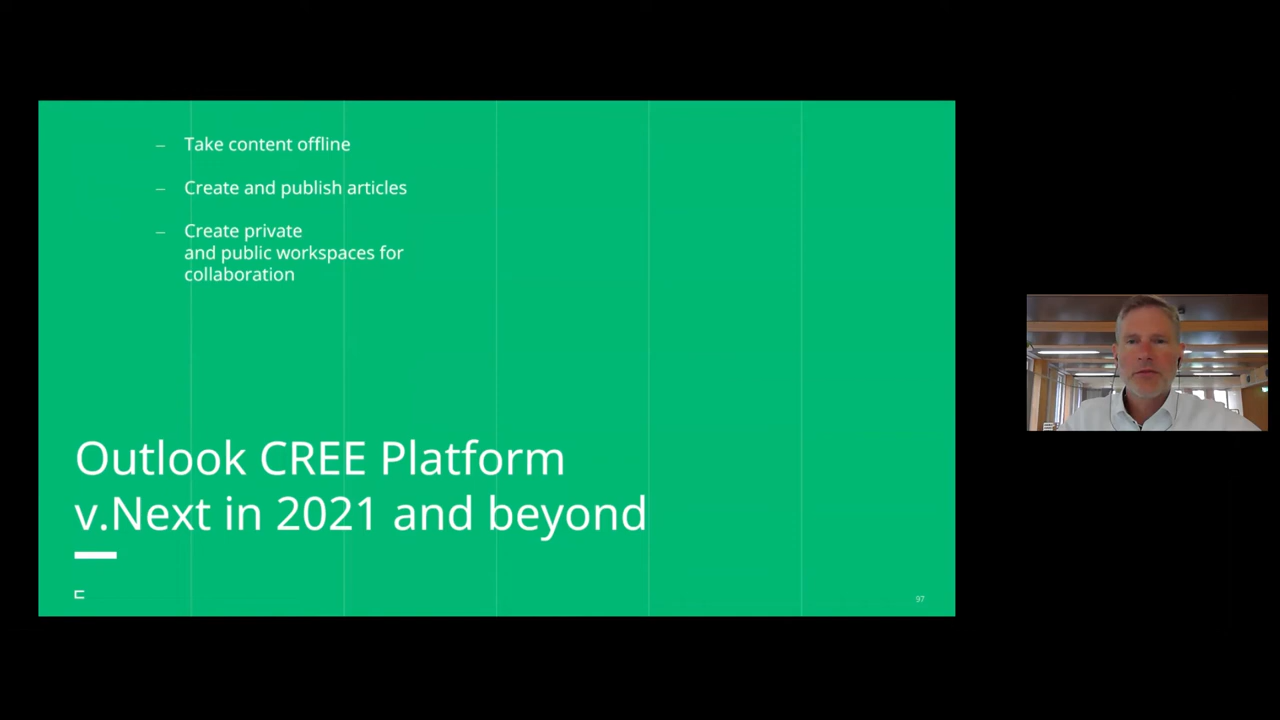 – Take content offline
– Create and publish articles
– Create private
and public workspaces for
collaboration
Outlook CREE Platform
v.Next in 2021 and beyond
97